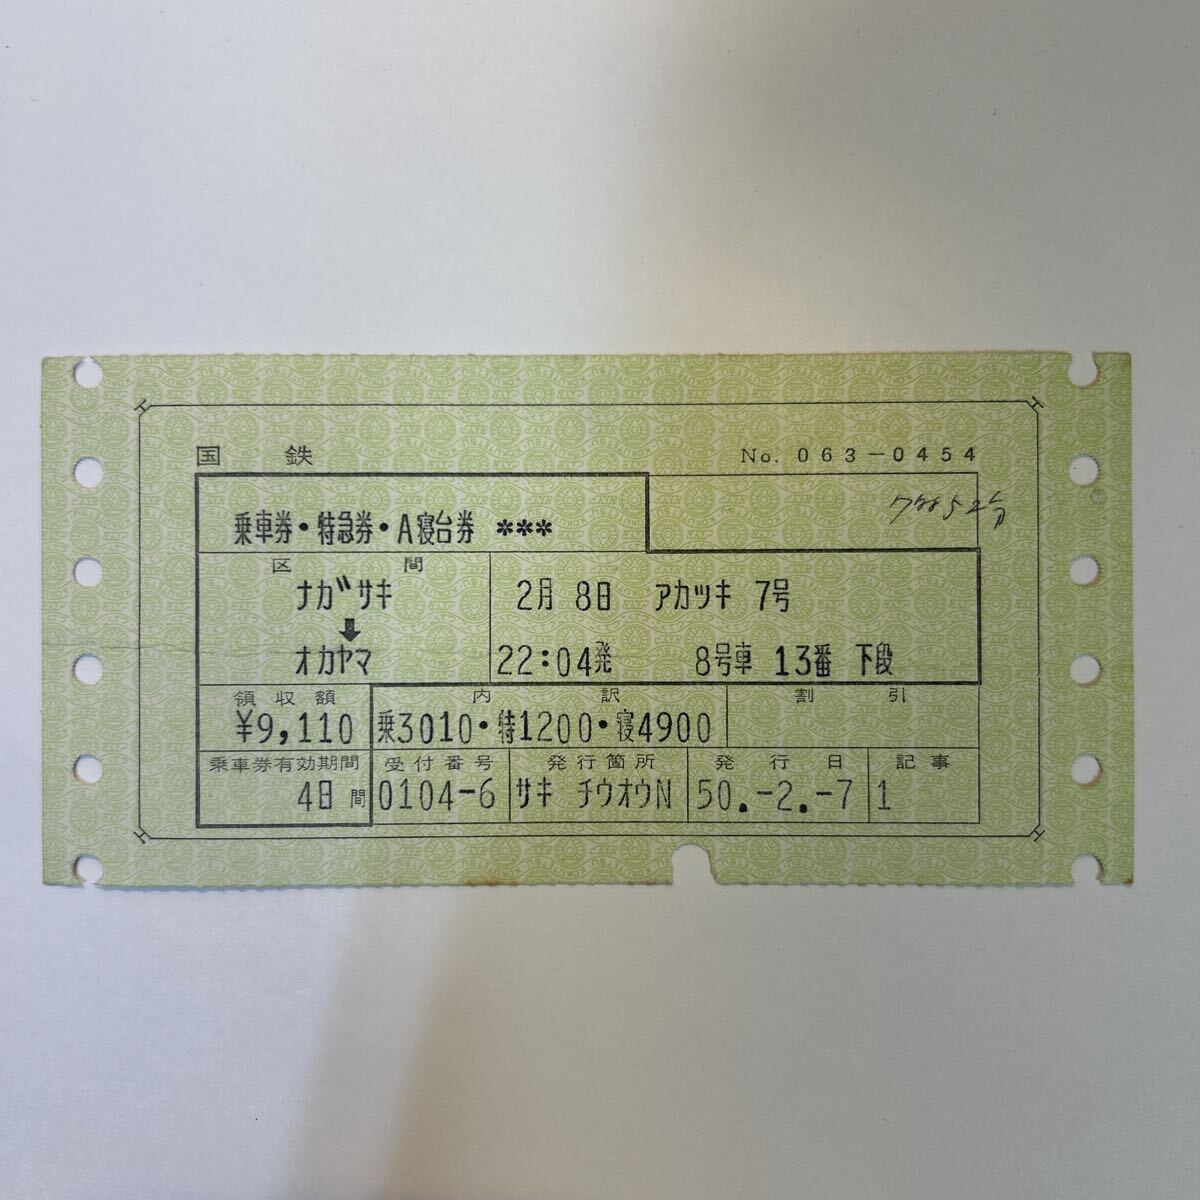 国鉄 No. 063-0454
乗車券・特急券・A寝台券 ***
区間
ナガサキ 2月 8日 アカツキ 7号
⬇
オカヤマ 22:04発 8号車 13番 下段
領収額 内訳 割引
¥9,110 乗3010・特1200・寝4900
乗車券有効期間 受付番号 発行箇所 発行日 記事
4日間 0104-6 サキ チウオウN 50.-2.-7 1